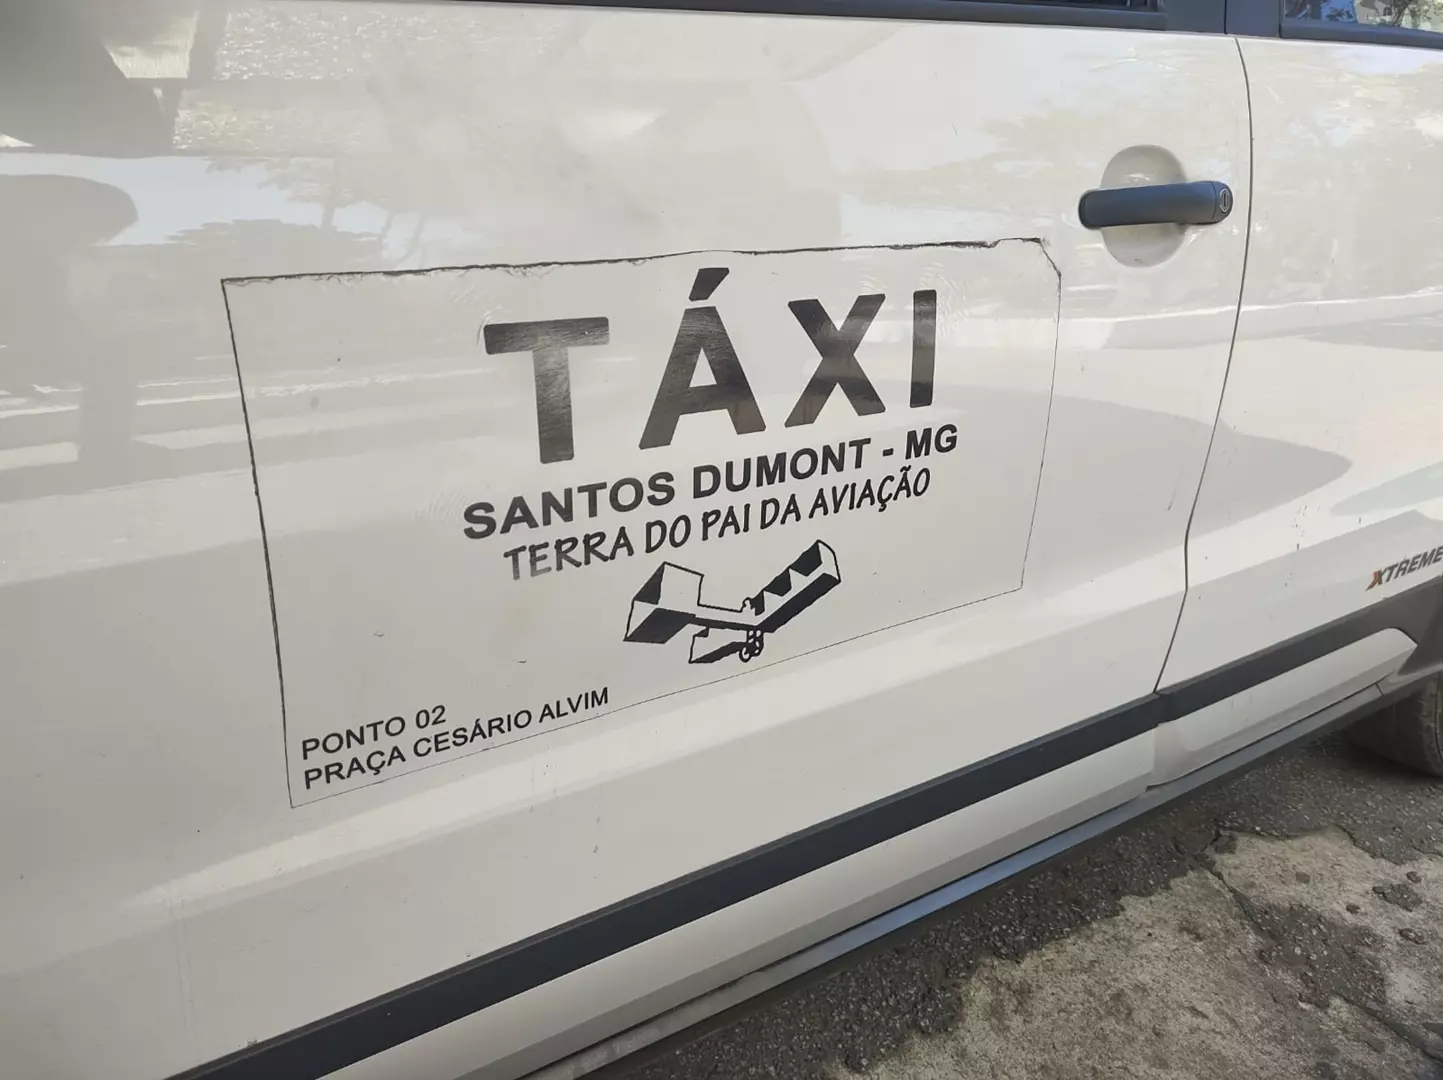 TÁXI
SANTOS DUMONT - MG
TERRA DO PAI DA AVIAÇÃO
PONTO 02
PRAÇA CESÁRIO ALVIM
XTREME